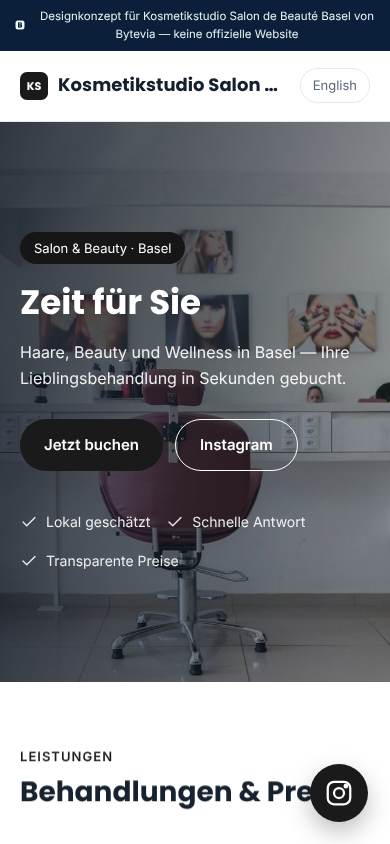 Designkonzept für Kosmetikstudio Salon de Beauté Basel von
Bytevia — keine offizielle Website
KS
Kosmetikstudio Salon ...
English
Salon & Beauty · Basel
Zeit für Sie
Haare, Beauty und Wellness in Basel — Ihre
Lieblingsbehandlung in Sekunden gebucht.
Jetzt buchen
Instagram
Lokal geschätzt
Schnelle Antwort
Transparente Preise
LEISTUNGEN
Behandlungen & Pre